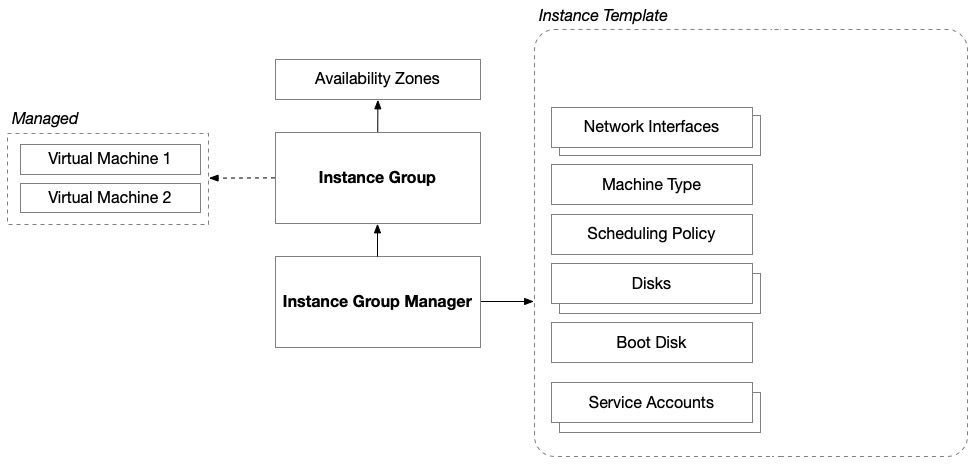 Instance Template
Availability Zones
Managed
Virtual Machine 1
Virtual Machine 2
Instance Group
Instance Group Manager
Network Interfaces
Machine Type
Scheduling Policy
Disks
Boot Disk
Service Accounts